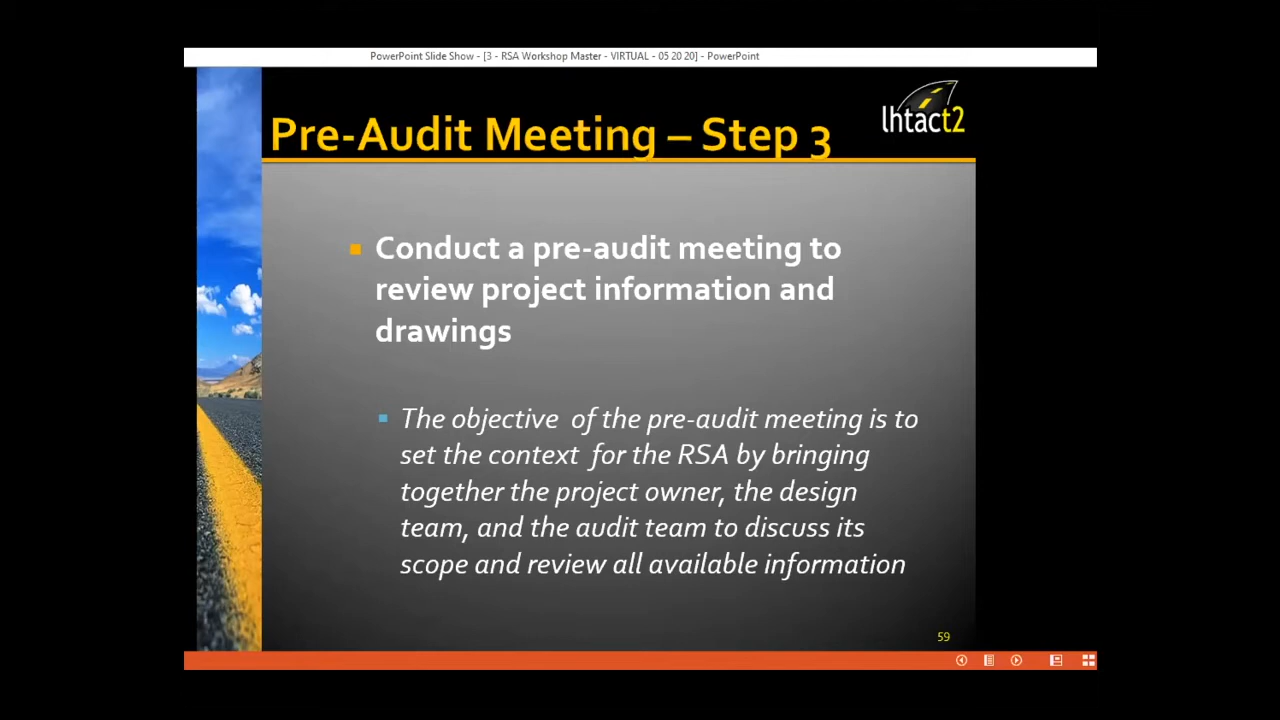 PowerPoint Slide Show - [3 - RSA Workshop Master - VIRTUAL - 05 20 20] - PowerPoint
lhtact2
Pre-Audit Meeting – Step 3
Conduct a pre-audit meeting to
review project information and
drawings
The objective of the pre-audit meeting is to
set the context for the RSA by bringing
together the project owner, the design
team, and the audit team to discuss its
scope and review all available information
59